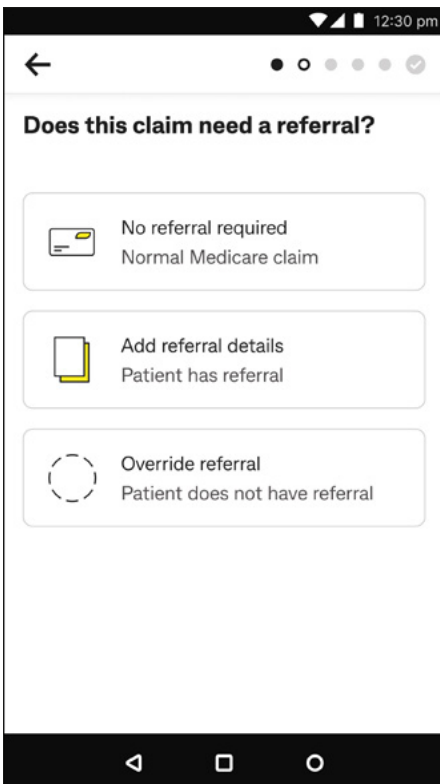 12:30 pm
Does this claim need a referral?
No referral required
Normal Medicare claim
Add referral details
Patient has referral
Override referral
Patient does not have referral